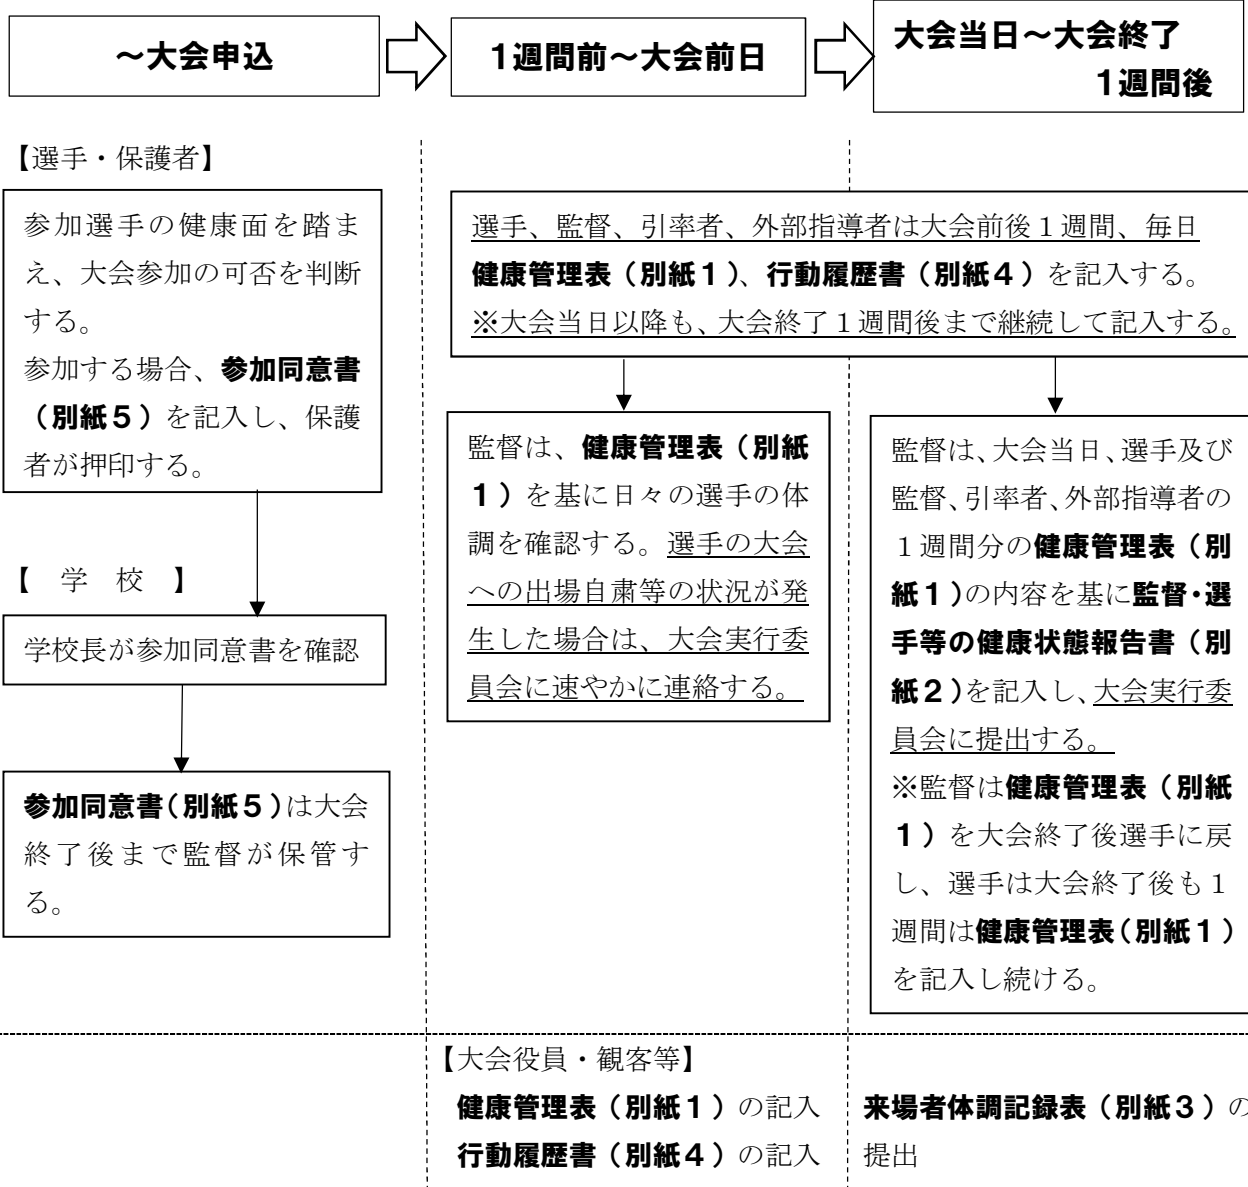 ～大会申込
1週間前～大会前日
大会当日～大会終了
1週間後
【選手・保護者】
参加選手の健康面を踏ま
え、大会参加の可否を判断
する。
参加する場合、参加同意書
（別紙５）を記入し、保護
者が押印する。
【　学　校　】
学校長が参加同意書を確認
参加同意書（別紙５）は大会
終了後まで監督が保管す
る。
選手、監督、引率者、外部指導者は大会前後１週間、毎日
健康管理表（別紙１）、行動履歴書（別紙４）を記入する。
※大会当日以降も、大会終了１週間後まで継続して記入する。
監督は、健康管理表（別紙
１）を基に日々の選手の体
調を確認する。選手の大会
への出場自粛等の状況が発
生した場合は、大会実行委
員会に速やかに連絡する。
監督は、大会当日、選手及び
監督、引率者、外部指導者の
１週間分の健康管理表（別
紙１）の内容を基に監督・選
手等の健康状態報告書（別
紙２）を記入し、大会実行委
員会に提出する。
※監督は健康管理表（別紙
１）を大会終了後選手に戻
し、選手は大会終了後も１
週間は健康管理表（別紙１）
を記入し続ける。
【大会役員・観客等】
健康管理表（別紙１）の記入
行動履歴書（別紙４）の記入
来場者体調記録表（別紙３）の
提出